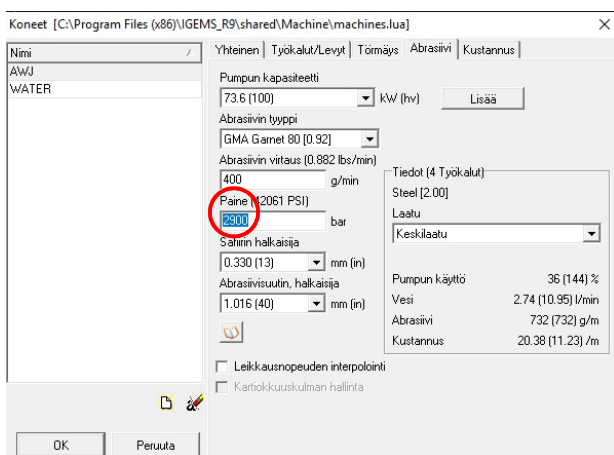 Koneet [C:\Program Files (x86)\IGEMS_R9\shared\Machine\machines.lua]
Nimi
AWJ
WATER
Yhteinen
Työkalut/Levyt
Törmäys
Abrasiivi
Kustannus
Pumpun kapasiteetti
73.6 (100)
kW (hv)
Lisää
Abrasiivin tyyppi
GMA Garnet 80 [0.92]
Abrasiivin virtaus (0.882 lbs/min)
400
g/min
Paine (42061 PSI)
2900
bar
Safiirin halkaisija
0.330 (13)
mm (in)
Abrasiivisuutin, halkaisija
1.016 (40)
mm (in)
Tiedot (4 Työkalut)
Steel [2.00]
Laatu
Keskilaatu
Pumpun käyttö 36 (144) %
Vesi 2.74 (10.95) l/min
Abrasiivi 732 (732) g/m
Kustannus 20.38 (11.23) /m
Leikkausnopeuden interpolointi
Kartiokkuuskulman hallinta
OK
Peruuta